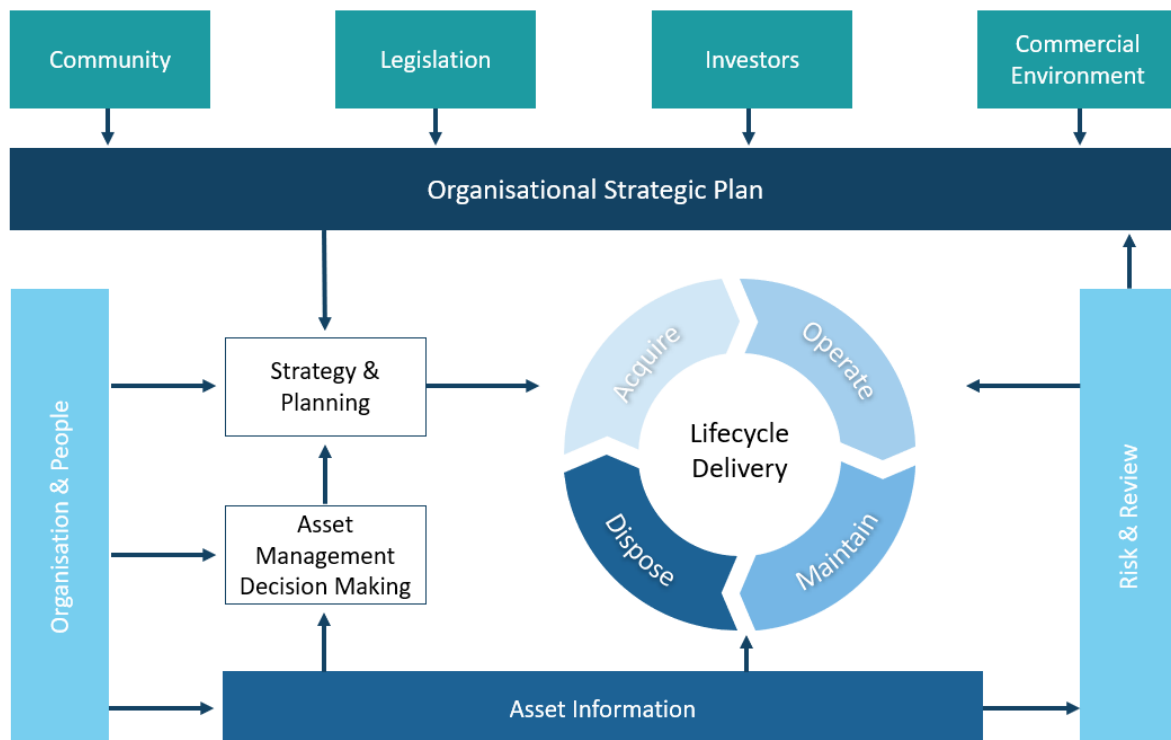 Community
Legislation
Investors
Commercial
Environment
Organisational Strategic Plan
Organisation & People
Strategy &
Planning
Asset
Management
Decision Making
Acquire
Operate
Lifecycle
Delivery
Dispose
Maintain
Risk & Review
Asset Information